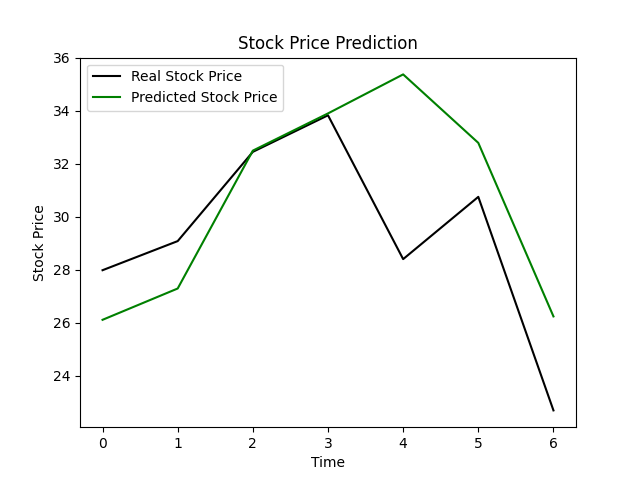 Stock Price Prediction
Real Stock Price
Predicted Stock Price
Stock Price
36
34
32
30
28
26
24
0 1 2 3 4 5 6
Time